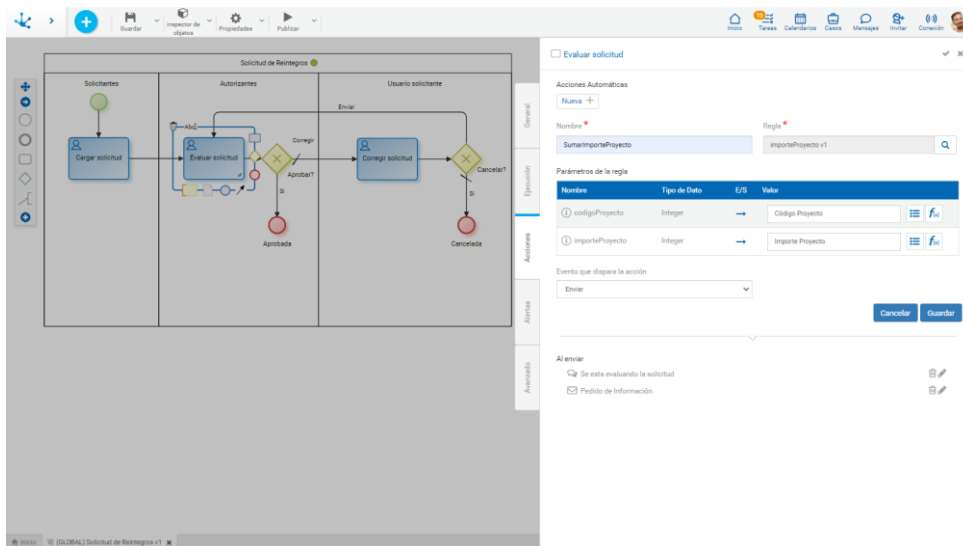 Guardar
Inspector de objetos
Propiedades
Publicar
Inicio
10
Tareas
Calendarios
Casos
Mensajes
Invitar
Conexión
Solicitud de Reintegros
Solicitantes
Autorizantes
Usuario solicitante
Enviar
Abc
Corregir
Cargar solicitud
Evaluar solicitud
Corregir solicitud
Aprobar?
Cancelar?
Si
Si
Aprobada
Cancelada
General
Ejecución
Acciones
Alertas
Avanzado
Evaluar solicitud
Acciones Automáticas
Nueva +
Nombre *
Regla *
SumarImporteProyecto
importeProyecto v1
Parámetros de la regla
Nombre Tipo de Dato E/S Valor
codigoProyecto Integer → Código Proyecto f(x)
importeProyecto Integer → Importe Proyecto f(x)
Evento que dispara la acción
Enviar
Cancelar
Guardar
Al enviar
Se esta evaluando la solicitud
Pedido de Información
Inicio
(GLOBAL) Solicitud de Reintegros v1